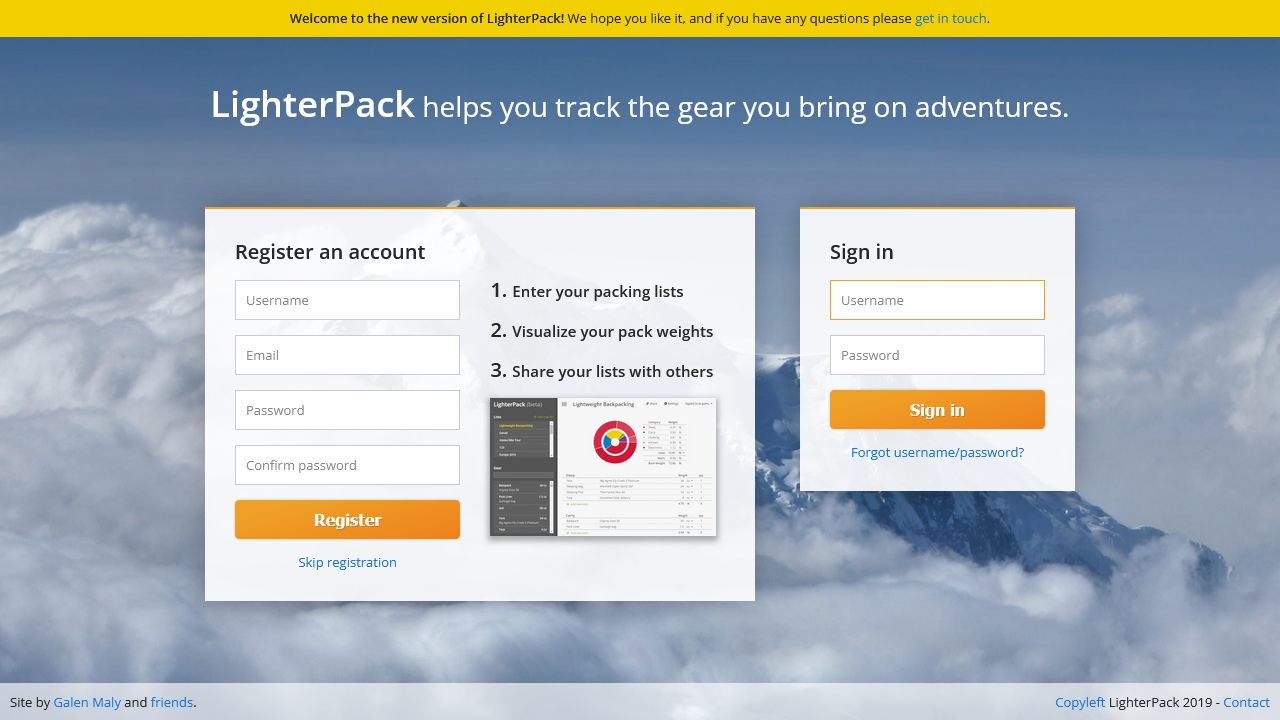 Welcome to the new version of LighterPack! We hope you like it, and if you have any questions please get in touch.
LighterPack helps you track the gear you bring on adventures.
Register an account
Username
Email
Password
Confirm password
Register
Skip registration
1. Enter your packing lists
2. Visualize your pack weights
3. Share your lists with others
LighterPack (beta)
Lightweight Backpacking
Sign in
Username
Password
Sign in
Forgot username/password?
Site by Galen Maly and friends.
Copyleft LighterPack 2019 - Contact